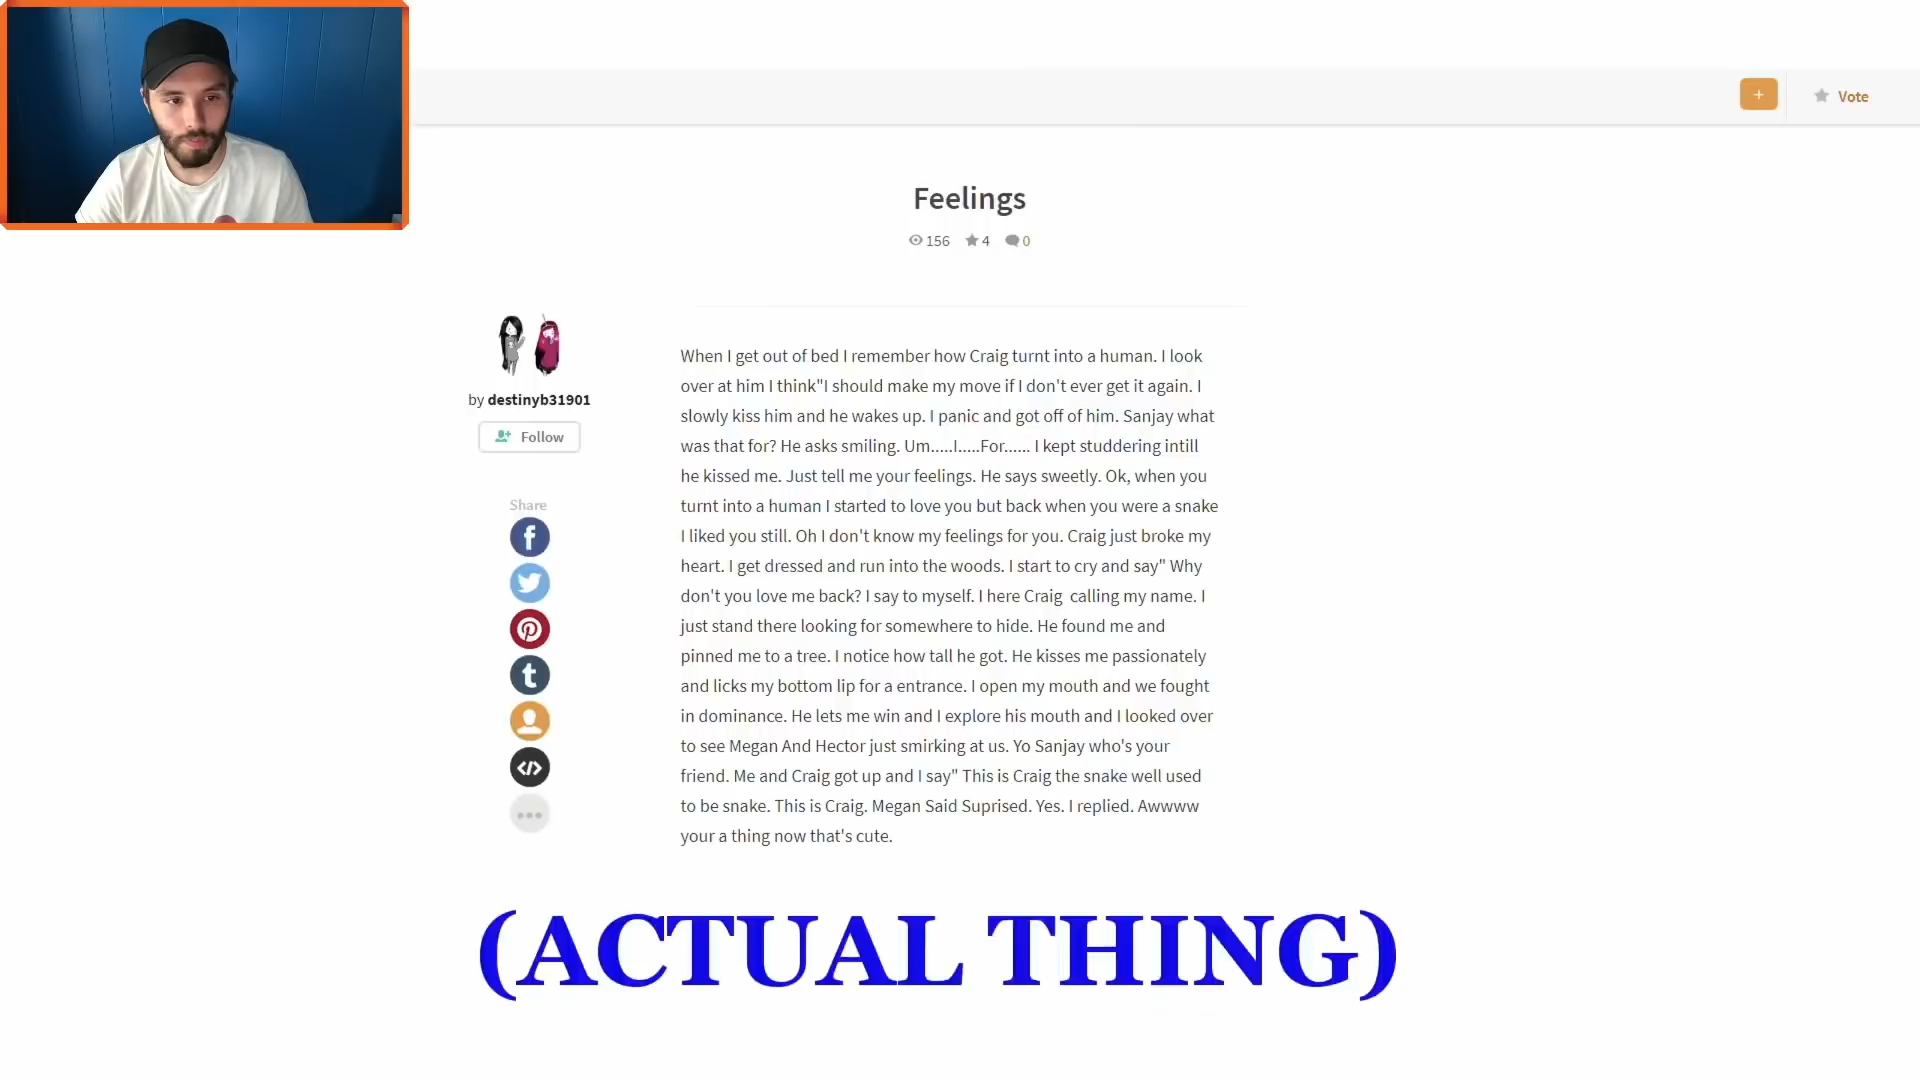 +
Vote
Feelings
156 4 0
by destinyb31901
Follow
Share
When I get out of bed I remember how Craig turnt into a human. I look
over at him I think"I should make my move if I don't ever get it again. I
slowly kiss him and he wakes up. I panic and got off of him. Sanjay what
was that for? He asks smiling. Um.....I.....For...... I kept studdering intill
he kissed me. Just tell me your feelings. He says sweetly. Ok, when you
turnt into a human I started to love you but back when you were a snake
I liked you still. Oh I don't know my feelings for you. Craig just broke my
heart. I get dressed and run into the woods. I start to cry and say" Why
don't you love me back? I say to myself. I here Craig  calling my name. I
just stand there looking for somewhere to hide. He found me and
pinned me to a tree. I notice how tall he got. He kisses me passionately
and licks my bottom lip for a entrance. I open my mouth and we fought
in dominance. He lets me win and I explore his mouth and I looked over
to see Megan And Hector just smirking at us. Yo Sanjay who's your
friend. Me and Craig got up and I say" This is Craig the snake well used
to be snake. This is Craig. Megan Said Suprised. Yes. I replied. Awwww
your a thing now that's cute.
(ACTUAL THING)